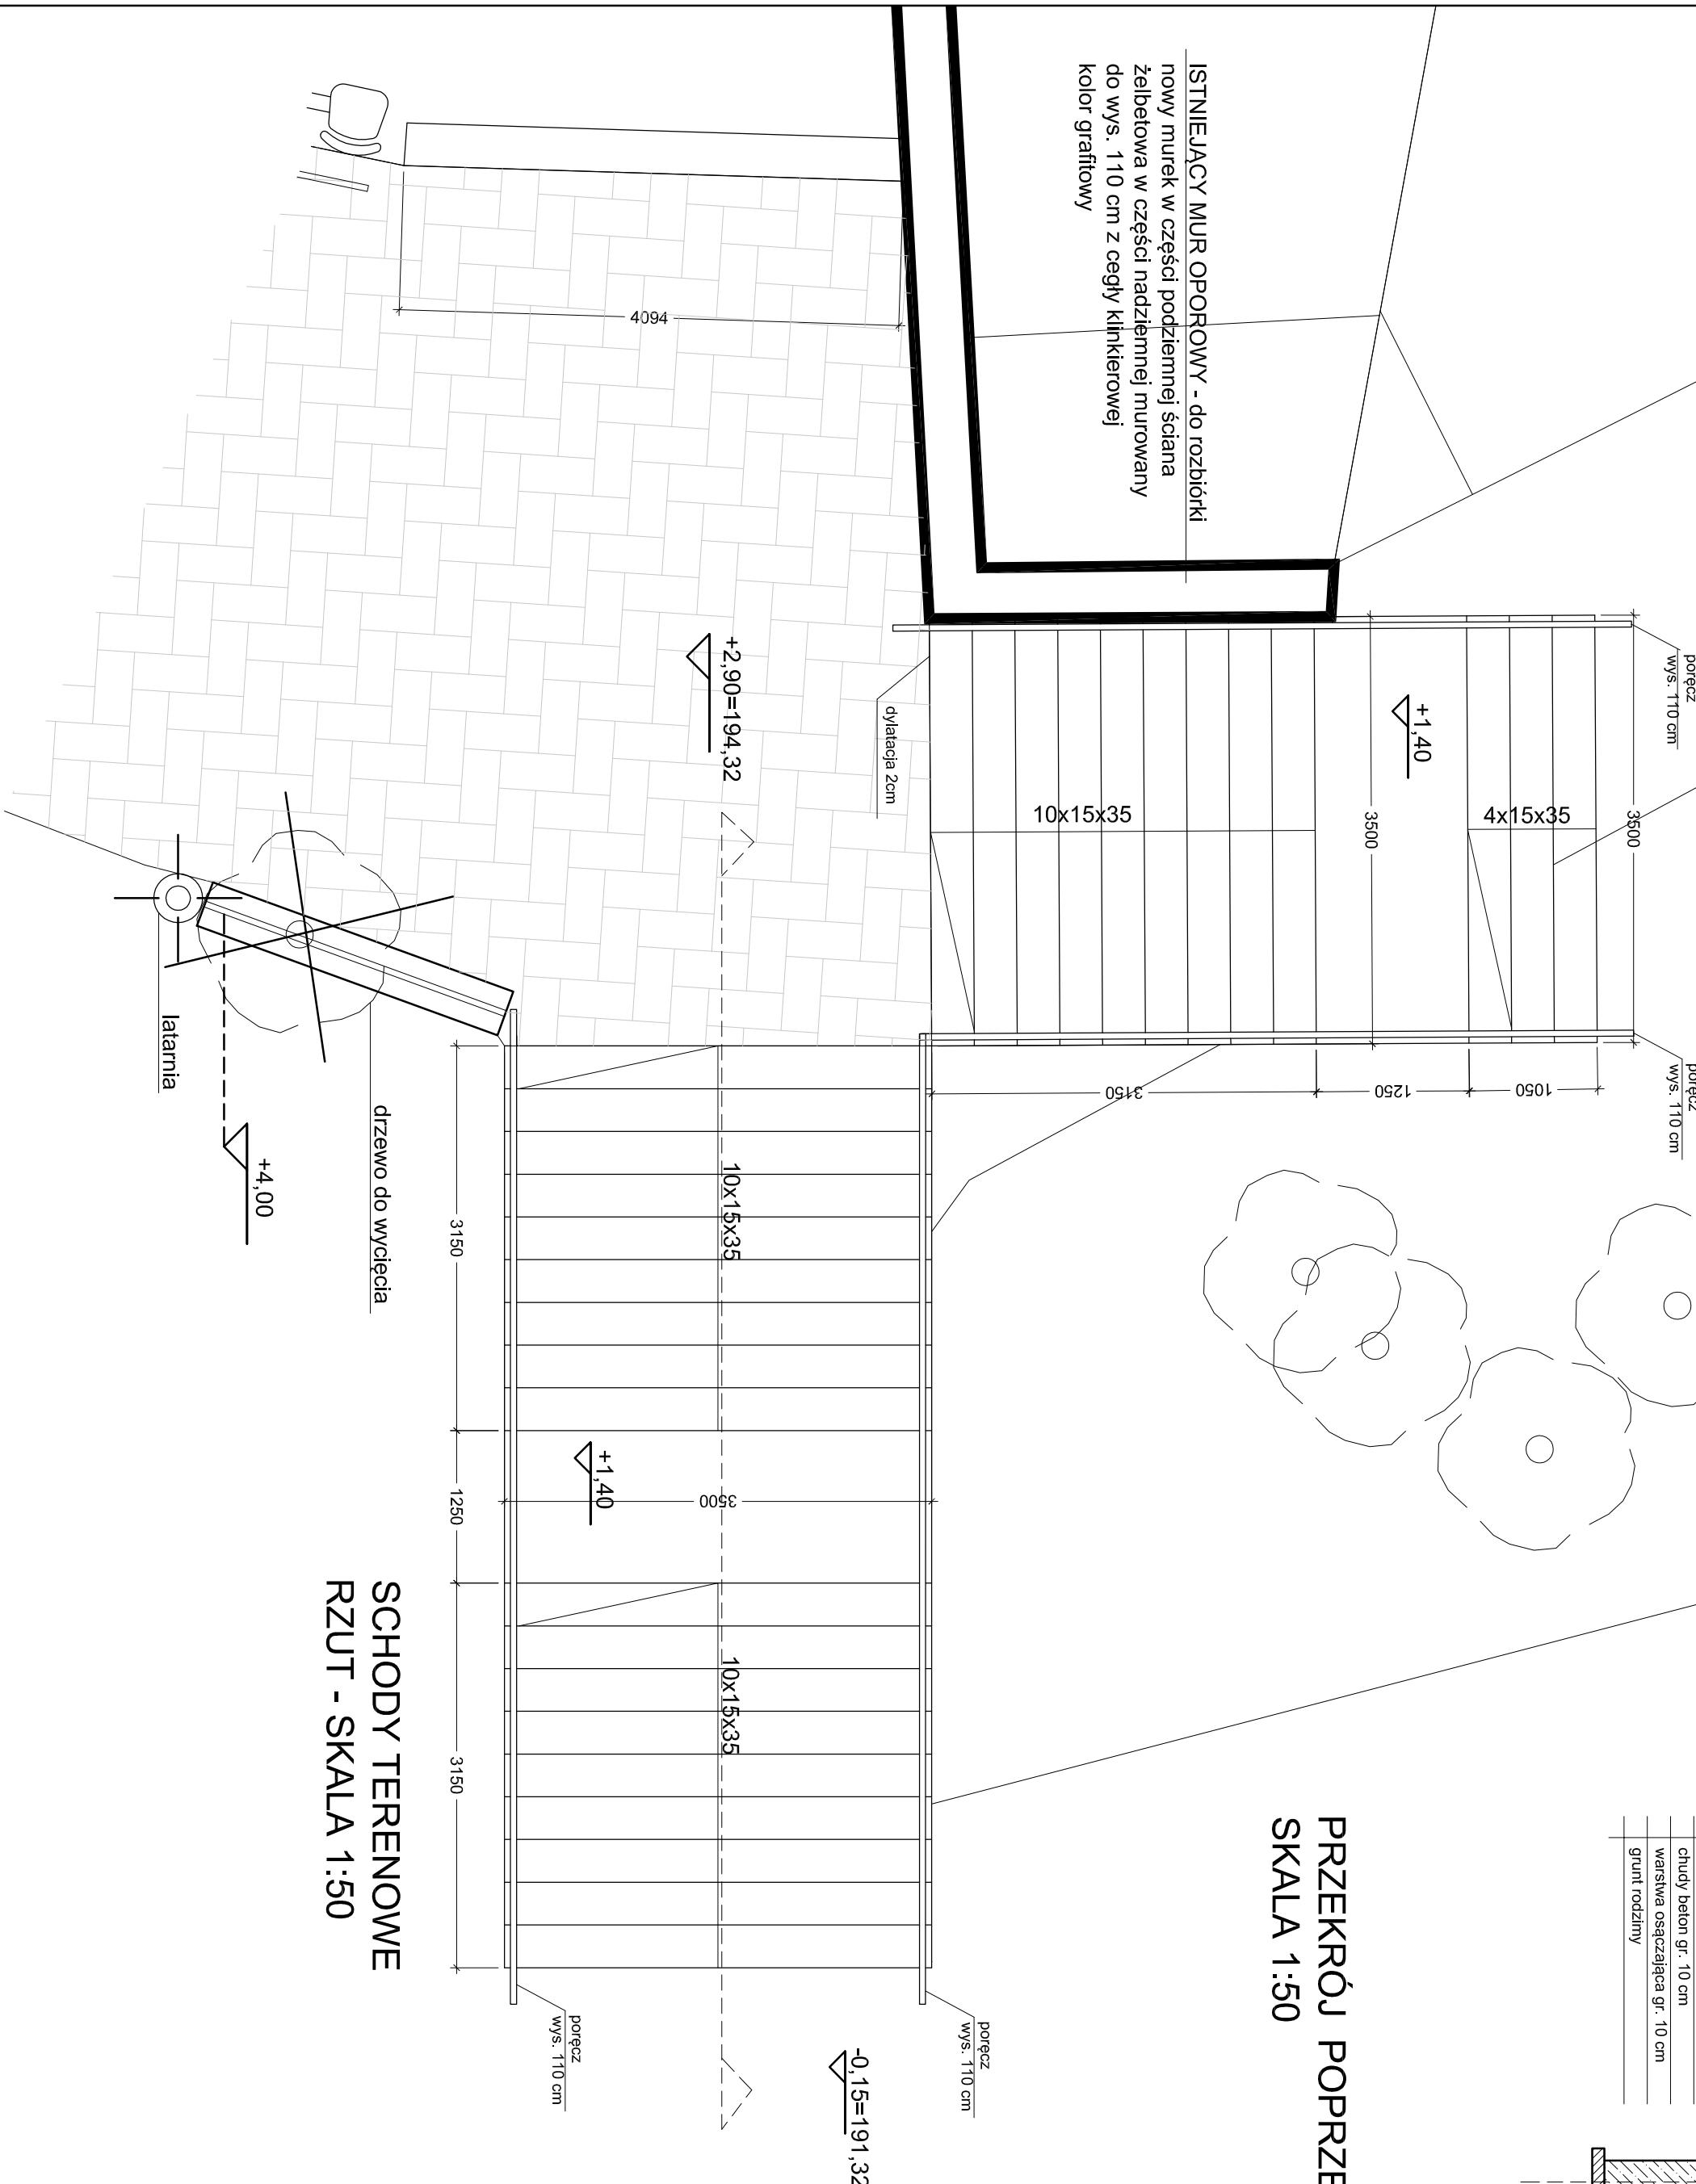 ISTNIEJĄCY MUR OPOROWY - do rozbiórki
nowy murek w części podziemnej ściana
żelbetowa w części nadziemnej murowany
do wys. 110 cm z cegły klinkierowej
kolor grafitowy
4094
+2,90=194,32
dylatacja 2cm
10x15x35
3500
+1,40
4x15x35
3500
poręcz
wys. 110 cm
poręcz
wys. 110 cm
3150
1250
1050
latarnia
+4,00
drzewo do wycięcia
3150
10x15x35
1250
+1,40
3500
3150
10x15x35
SCHODY TERENOWE
RZUT - SKALA 1:50
poręcz
wys. 110 cm
poręcz
wys. 110 cm
-0,15=191,32
PRZEKRÓJ POPRZE
SKALA 1:50
chudy beton gr. 10 cm
warstwa osączająca gr. 10 cm
grunt rodzimy